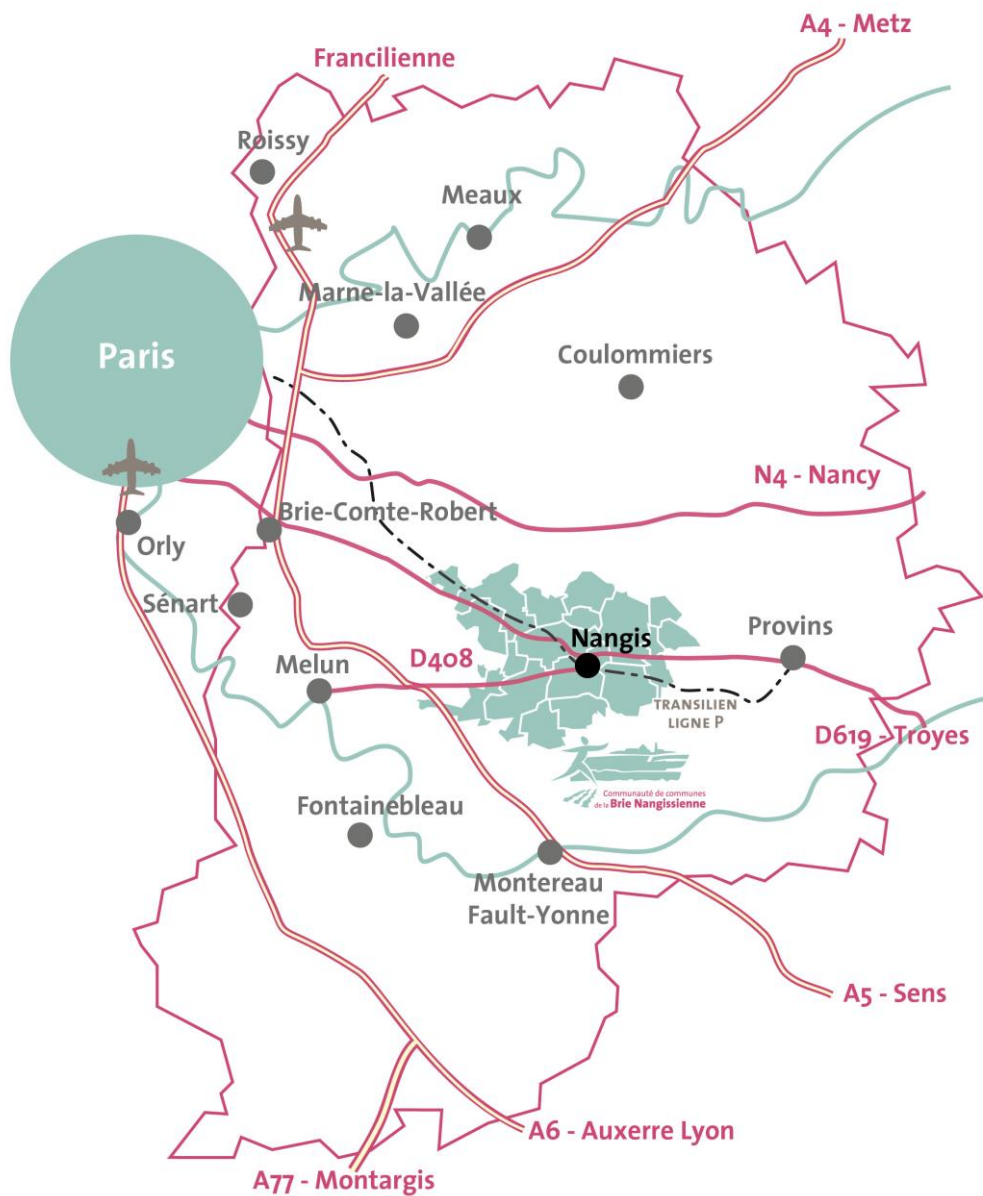 A4 - Metz
Francilienne
Roissy
Meaux
Marne-la-Vallée
Paris
Coulommiers
N4 - Nancy
Brie-Comte-Robert
Orly
Sénart
Nangis
Provins
D408
Melun
TRANSILIEN
LIGNE P
D619 - Troyes
Communauté de communes
de la Brie Nangissienne
Fontainebleau
Montereau
Fault-Yonne
A5 - Sens
A6 - Auxerre Lyon
A77 - Montargis